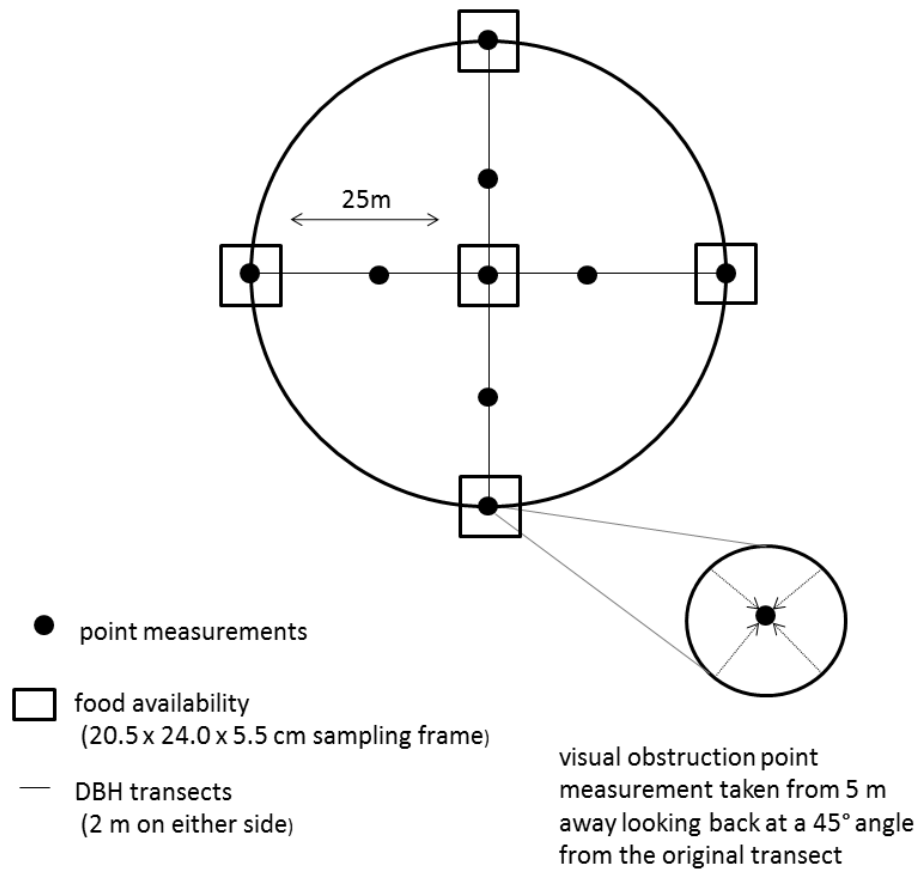 25m
point measurements
food availability
(20.5 x 24.0 x 5.5 cm sampling frame)
DBH transects
(2 m on either side)
visual obstruction point
measurement taken from 5 m
away looking back at a 45° angle
from the original transect